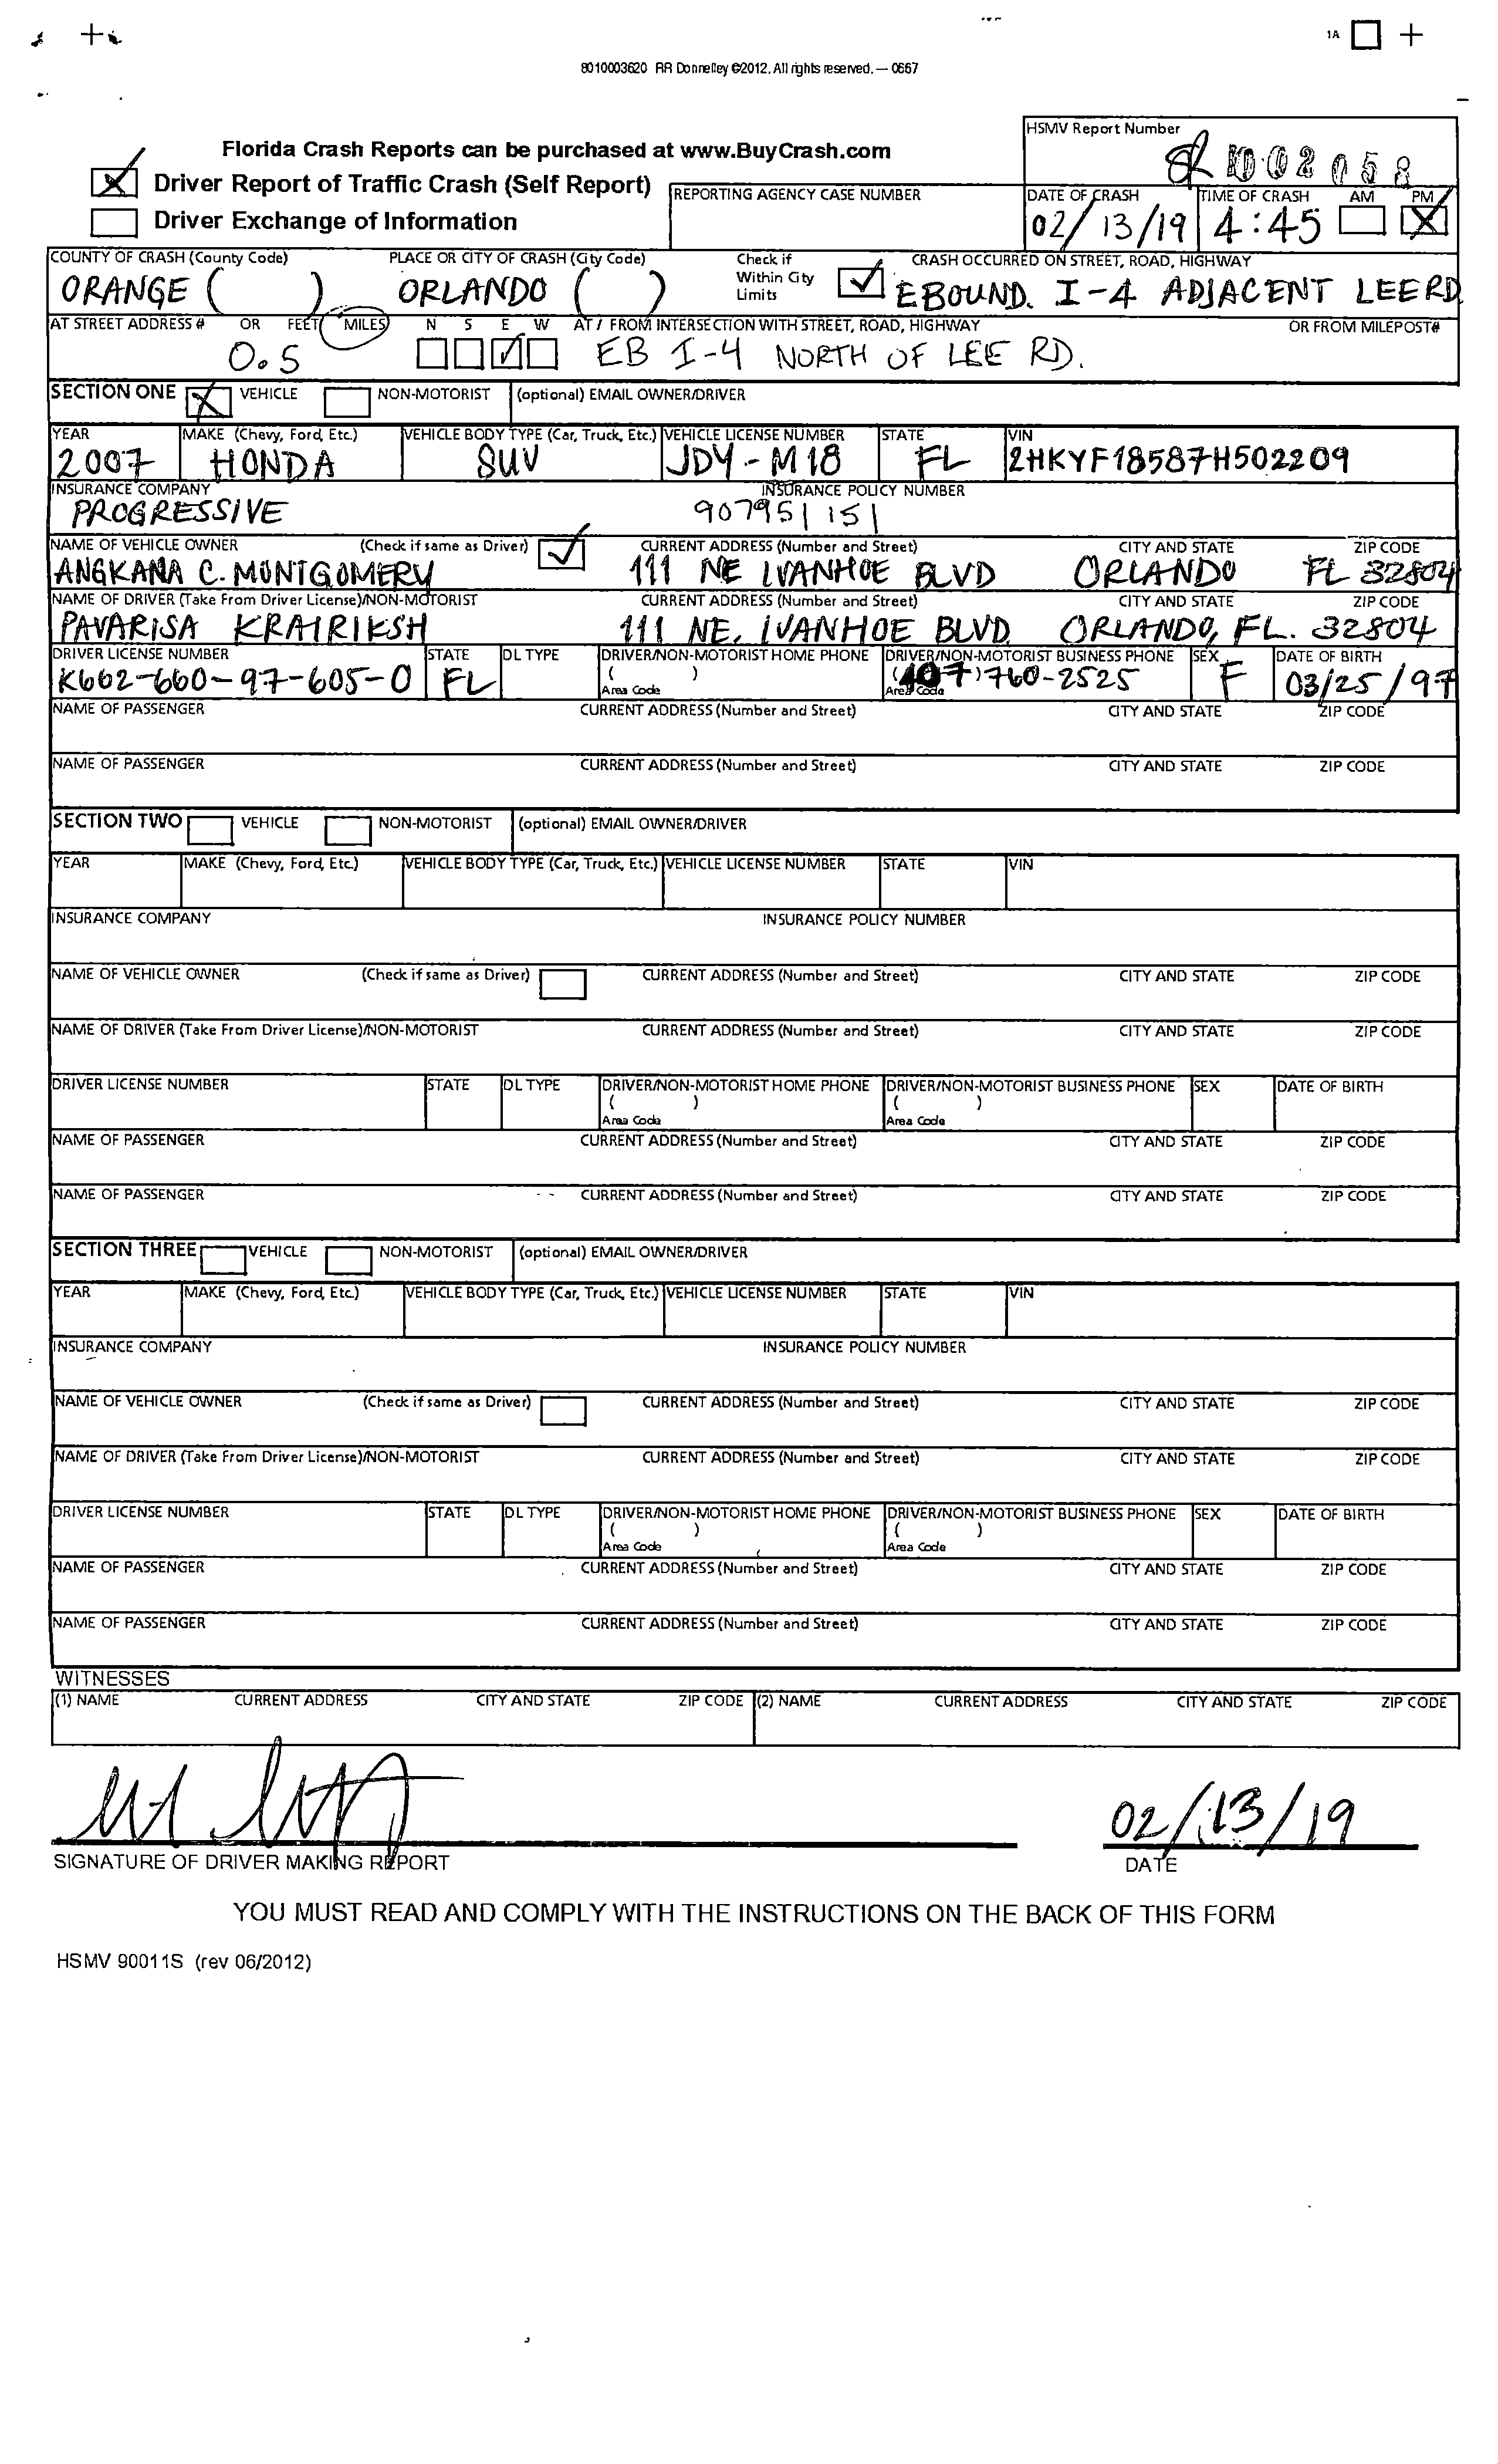 1A
8010003620 RR Donnelley ©2012. All rights reserved. — 0667
HSMV Report Number
Florida Crash Reports can be purchased at www.BuyCrash.com
Driver Report of Traffic Crash (Self Report)
REPORTING AGENCY CASE NUMBER
DATE OF CRASH TIME OF CRASH AM PM
Driver Exchange of Information
02/13/19 4:45
COUNTY OF CRASH (County Code) PLACE OR CITY OF CRASH (City Code) Check if Within City Limits CRASH OCCURRED ON STREET, ROAD, HIGHWAY
ORANGE ( ) ORLANDO ( ) EBOUND. I-4 ADJACENT LEE RD
AT STREET ADDRESS # OR FEET MILES N S E W AT / FROM INTERSECTION WITH STREET, ROAD, HIGHWAY OR FROM MILEPOST#
0.5 EB I-4 NORTH OF LEE RD.
SECTION ONE VEHICLE NON-MOTORIST (optional) EMAIL OWNER/DRIVER
YEAR MAKE (Chevy, Ford, Etc.) VEHICLE BODY TYPE (Car, Truck, Etc.) VEHICLE LICENSE NUMBER STATE VIN
2007 HONDA SUV JDY-M18 FL 2HKYF18587H502209
INSURANCE COMPANY INSURANCE POLICY NUMBER
PROGRESSIVE 907951151
NAME OF VEHICLE OWNER (Check if same as Driver) CURRENT ADDRESS (Number and Street) CITY AND STATE ZIP CODE
ANGKANA C. MONTGOMERY 111 NE IVANHOE BLVD ORLANDO FL 32804
NAME OF DRIVER (Take From Driver License)/NON-MOTORIST CURRENT ADDRESS (Number and Street) CITY AND STATE ZIP CODE
PAVARISA KRAIRIKSH 111 NE. IVANHOE BLVD ORLANDO, FL. 32804
DRIVER LICENSE NUMBER STATE DL TYPE DRIVER/NON-MOTORIST HOME PHONE DRIVER/NON-MOTORIST BUSINESS PHONE SEX DATE OF BIRTH
K662-660-97-605-0 FL ( ) Area Code (407) 760-2525 Area Code F 03/25/97
NAME OF PASSENGER CURRENT ADDRESS (Number and Street) CITY AND STATE ZIP CODE
NAME OF PASSENGER CURRENT ADDRESS (Number and Street) CITY AND STATE ZIP CODE
SECTION TWO VEHICLE NON-MOTORIST (optional) EMAIL OWNER/DRIVER
YEAR MAKE (Chevy, Ford, Etc.) VEHICLE BODY TYPE (Car, Truck, Etc.) VEHICLE LICENSE NUMBER STATE VIN
INSURANCE COMPANY INSURANCE POLICY NUMBER
NAME OF VEHICLE OWNER (Check if same as Driver) CURRENT ADDRESS (Number and Street) CITY AND STATE ZIP CODE
NAME OF DRIVER (Take From Driver License)/NON-MOTORIST CURRENT ADDRESS (Number and Street) CITY AND STATE ZIP CODE
DRIVER LICENSE NUMBER STATE DL TYPE DRIVER/NON-MOTORIST HOME PHONE DRIVER/NON-MOTORIST BUSINESS PHONE SEX DATE OF BIRTH
( ) ( )
Area Code Area Code
NAME OF PASSENGER CURRENT ADDRESS (Number and Street) CITY AND STATE ZIP CODE
NAME OF PASSENGER CURRENT ADDRESS (Number and Street) CITY AND STATE ZIP CODE
SECTION THREE VEHICLE NON-MOTORIST (optional) EMAIL OWNER/DRIVER
YEAR MAKE (Chevy, Ford, Etc.) VEHICLE BODY TYPE (Car, Truck, Etc.) VEHICLE LICENSE NUMBER STATE VIN
INSURANCE COMPANY INSURANCE POLICY NUMBER
NAME OF VEHICLE OWNER (Check if same as Driver) CURRENT ADDRESS (Number and Street) CITY AND STATE ZIP CODE
NAME OF DRIVER (Take From Driver License)/NON-MOTORIST CURRENT ADDRESS (Number and Street) CITY AND STATE ZIP CODE
DRIVER LICENSE NUMBER STATE DL TYPE DRIVER/NON-MOTORIST HOME PHONE DRIVER/NON-MOTORIST BUSINESS PHONE SEX DATE OF BIRTH
( ) ( )
Area Code Area Code
NAME OF PASSENGER CURRENT ADDRESS (Number and Street) CITY AND STATE ZIP CODE
NAME OF PASSENGER CURRENT ADDRESS (Number and Street) CITY AND STATE ZIP CODE
WITNESSES
(1) NAME CURRENT ADDRESS CITY AND STATE ZIP CODE (2) NAME CURRENT ADDRESS CITY AND STATE ZIP CODE
02/13/19
SIGNATURE OF DRIVER MAKING REPORT DATE
YOU MUST READ AND COMPLY WITH THE INSTRUCTIONS ON THE BACK OF THIS FORM
HSMV 90011S (rev 06/2012)